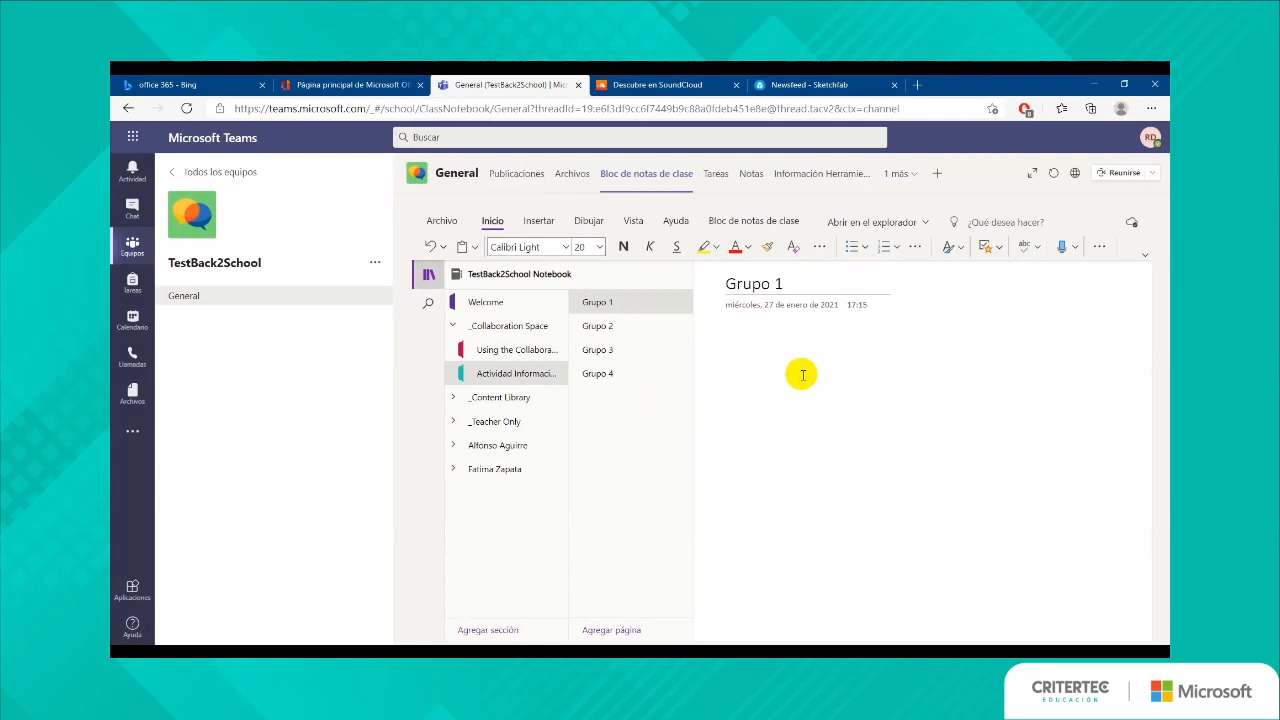 office 365 - Bing
Página principal de Microsoft Of
General (TestBack2School) | Mic
Descubre en SoundCloud
Newsfeed - Sketchfab
https://teams.microsoft.com/_#/school/ClassNotebook/General?threadId=19:e6f3df9cc6f7449b9c88a0fdeb451e8e@thread.tacv2&ctx=channel
Microsoft Teams
Buscar
RD
Actividad
Chat
Equipos
Tareas
Calendario
Llamadas
Archivos
Aplicaciones
Ayuda
Todos los equipos
TestBack2School
General
General
Publicaciones
Archivos
Bloc de notas de clase
Tareas
Notas
Información Herramie...
1 más
Reunirse
Archivo
Inicio
Insertar
Dibujar
Vista
Ayuda
Bloc de notas de clase
Abrir en el explorador
¿Qué desea hacer?
Calibri Light
20
N
K
S
A
abc
TestBack2School Notebook
Welcome
_Collaboration Space
Using the Collabora...
Actividad Informaci...
_Content Library
_Teacher Only
Alfonso Aguirre
Fatima Zapata
Agregar sección
Grupo 1
Grupo 2
Grupo 3
Grupo 4
Agregar página
Grupo 1
miércoles, 27 de enero de 2021 17:15
CRITERTEC
EDUCACIÓN
Microsoft